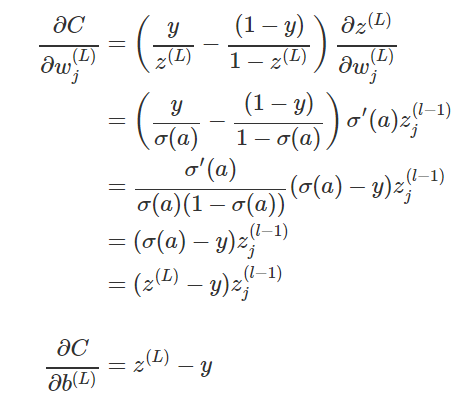 ∂C/∂w_j^(L) = ( y/z^(L) − (1 − y)/(1 − z^(L)) ) ∂z^(L)/∂w_j^(L)
= ( y/σ(a) − (1 − y)/(1 − σ(a)) ) σ′(a)z_j^(l−1)
= σ′(a)/(σ(a)(1 − σ(a))) (σ(a) − y)z_j^(l−1)
= (σ(a) − y)z_j^(l−1)
= (z^(L) − y)z_j^(l−1)
∂C/∂b^(L) = z^(L) − y